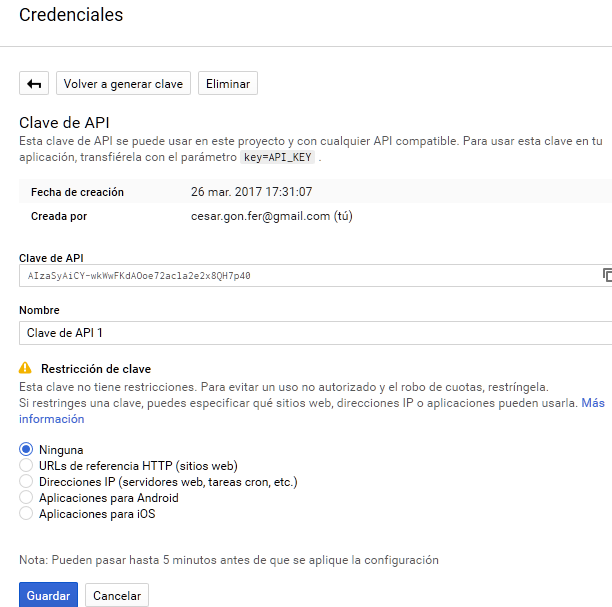 Credenciales
Volver a generar clave Eliminar
Clave de API
Esta clave de API se puede usar en este proyecto y con cualquier API compatible. Para usar esta clave en tu
aplicación, transfiérela con el parámetro key=API_KEY .
Fecha de creación 26 mar. 2017 17:31:07
Creada por cesar.gon.fer@gmail.com (tú)
Clave de API
AIzaSyAiCY-wkWwFKdAOoe72ac1a2e2x8QH7p40
Nombre
Clave de API 1
Restricción de clave
Esta clave no tiene restricciones. Para evitar un uso no autorizado y el robo de cuotas, restríngela.
Si restringes una clave, puedes especificar qué sitios web, direcciones IP o aplicaciones pueden usarla. Más
información
Ninguna
URLs de referencia HTTP (sitios web)
Direcciones IP (servidores web, tareas cron, etc.)
Aplicaciones para Android
Aplicaciones para iOS
Nota: Pueden pasar hasta 5 minutos antes de que se aplique la configuración
Guardar Cancelar